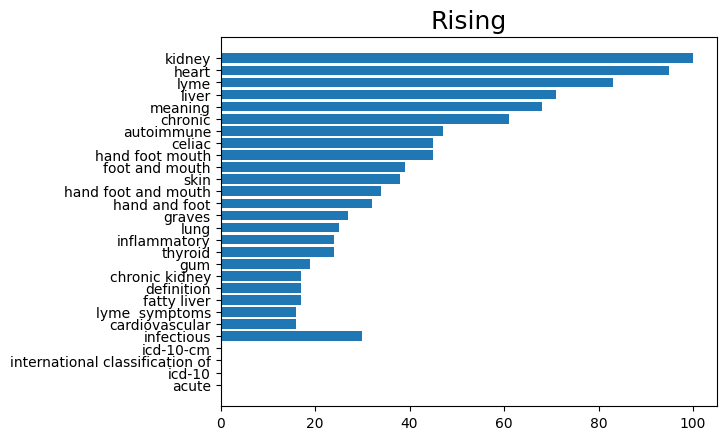 Rising
kidney
heart
lyme
liver
meaning
chronic
autoimmune
celiac
hand foot mouth
foot and mouth
skin
hand foot and mouth
hand and foot
graves
lung
inflammatory
thyroid
gum
chronic kidney
definition
fatty liver
lyme  symptoms
cardiovascular
infectious
icd-10-cm
international classification of
icd-10
acute
0 20 40 60 80 100